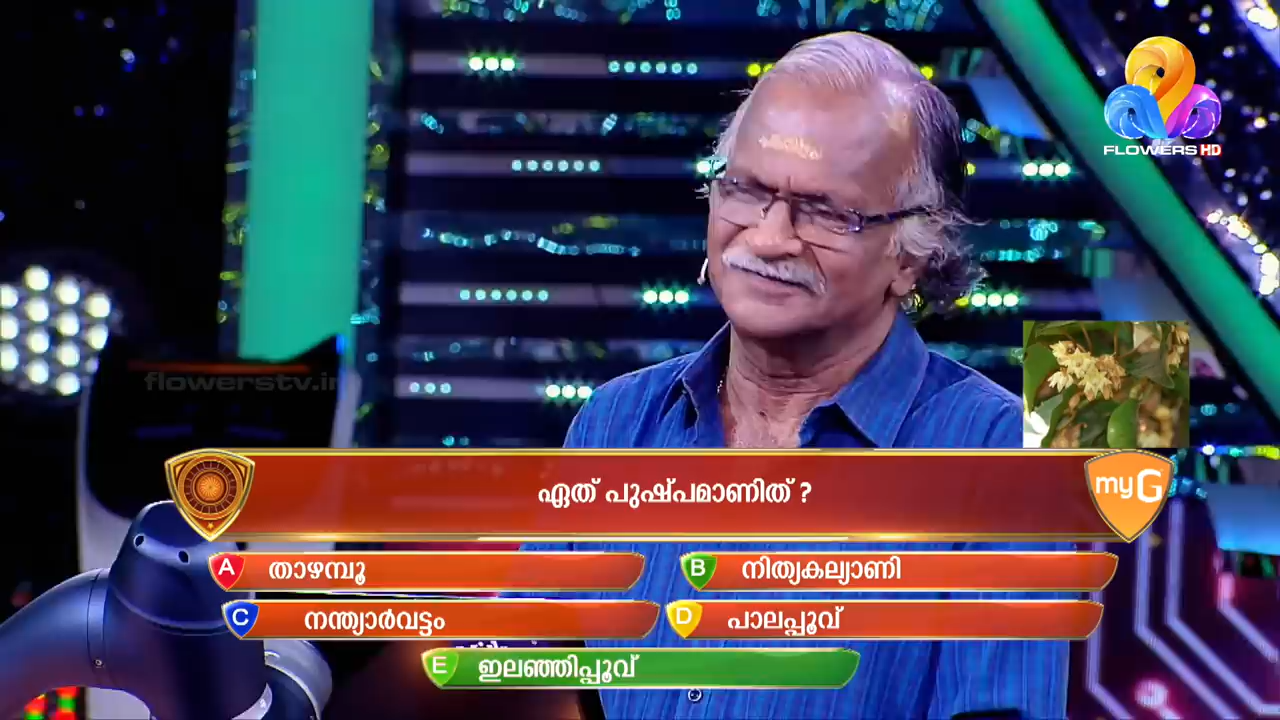 FLOWERS HD
flowerstv.in
ഏത് പുഷ്പമാണിത് ?
myG
A താഴമ്പൂ
B നിത്യകല്യാണി
C നന്ത്യാർവട്ടം
D പാലപ്പൂവ്
E ഇലഞ്ഞിപ്പൂവ്